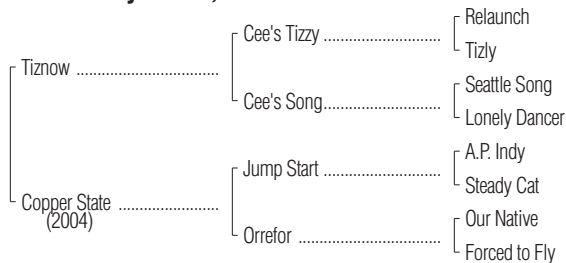 Relaunch
Cee's Tizzy ..............................
Tizly
Tiznow ....................................
Seattle Song
Cee's Song..............................
Lonely Dancer
A.P. Indy
Jump Start ..............................
Steady Cat
Copper State .........................
(2004)
Our Native
Orrefor ....................................
Forced to Fly